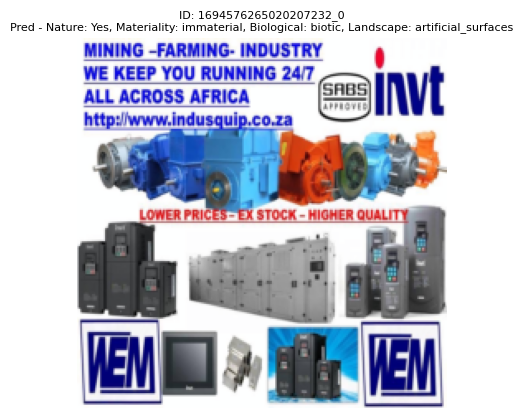 ID: 1694576265020207232_0
Pred - Nature: Yes, Materiality: immaterial, Biological: biotic, Landscape: artificial_surfaces
MINING –FARMING- INDUSTRY
WE KEEP YOU RUNNING 24/7
ALL ACROSS AFRICA
http://www.indusquip.co.za
SABS
APPROVED
invt
LOWER PRICES – EX STOCK – HIGHER QUALITY
WEM
WEM